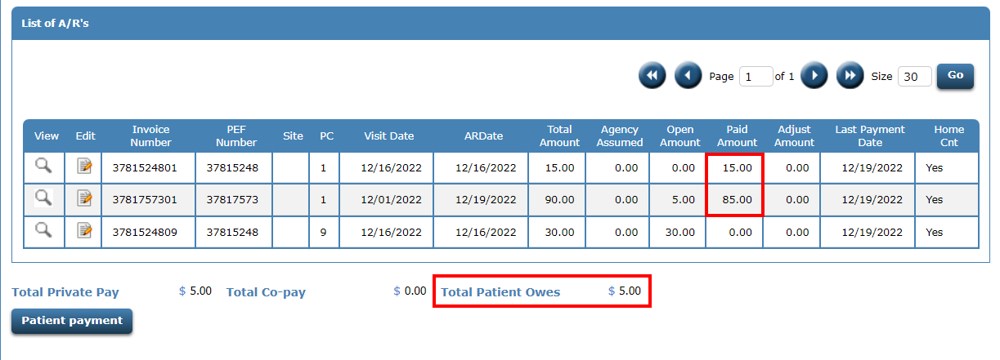 List of A/R's
Page 1 of 1 Size 30 Go
View Edit Invoice Number PEF Number Site PC Visit Date ARDate Total Amount Agency Assumed Open Amount Paid Amount Adjust Amount Last Payment Date Home Cnt
3781524801 37815248 1 12/16/2022 12/16/2022 15.00 0.00 0.00 15.00 0.00 12/19/2022 Yes
3781757301 37817573 1 12/01/2022 12/19/2022 90.00 0.00 5.00 85.00 0.00 12/19/2022 Yes
3781524809 37815248 9 12/16/2022 12/16/2022 30.00 0.00 30.00 0.00 0.00 12/19/2022 Yes
Total Private Pay $ 5.00 Total Co-pay $ 0.00 Total Patient Owes $ 5.00
Patient payment